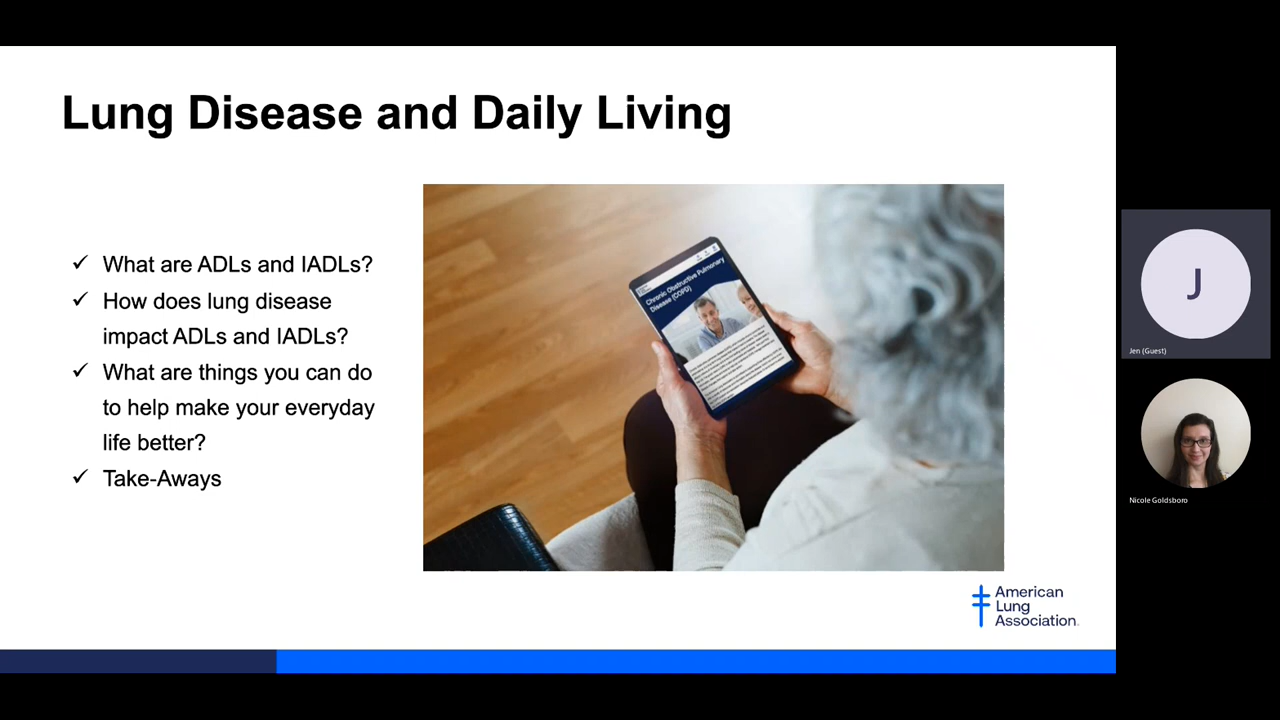 Lung Disease and Daily Living
✓ What are ADLs and IADLs?
✓ How does lung disease
impact ADLs and IADLs?
✓ What are things you can do
to help make your everyday
life better?
✓ Take-Aways
Chronic Obstructive Pulmonary
Disease (COPD)
American
Lung
Association.
J
Jen (Guest)
Nicole Goldsboro